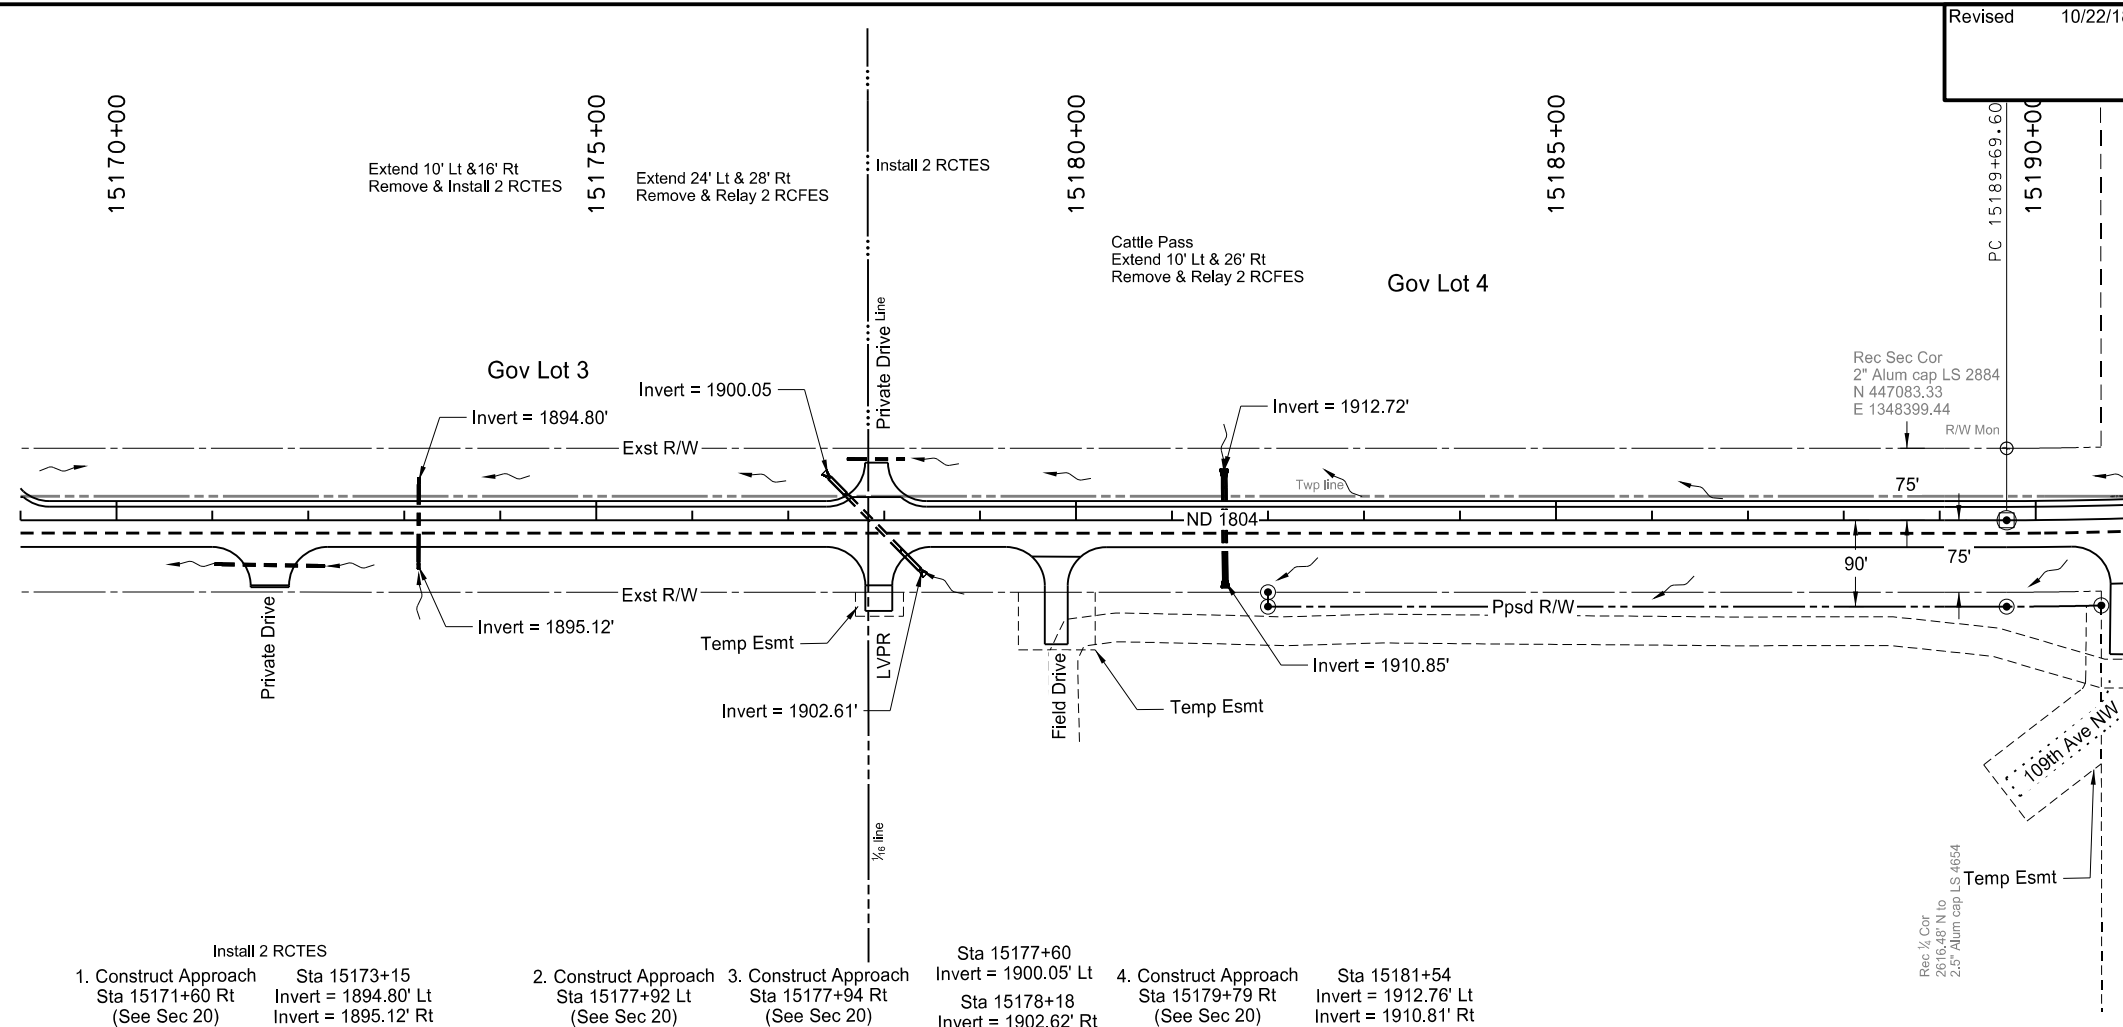 Revised 10/22/18
15170+00
15175+00
15180+00
15185+00
PC 15189+69.60
15190+00
Extend 10' Lt &16' Rt
Remove & Install 2 RCTES
Extend 24' Lt & 28' Rt
Remove & Relay 2 RCFES
Install 2 RCTES
Cattle Pass
Extend 10' Lt & 26' Rt
Remove & Relay 2 RCFES
Gov Lot 4
Private Drive
Line
Gov Lot 3
Invert = 1900.05
Invert = 1894.80'
Invert = 1912.72'
Rec Sec Cor
2" Alum cap LS 2884
N 447083.33
E 1348399.44
R/W Mon
Exst R/W
Twp line
75'
ND 1804
75'
90'
Exst R/W
Ppsd R/W
Private Drive
Invert = 1895.12'
Temp Esmt
LVPR
Invert = 1902.61'
Field Drive
Invert = 1910.85'
Temp Esmt
109th Ave NW
1/16 line
Temp Esmt
Rec ¼ Cor
2616.48' N to
2.5" Alum cap LS 4654
Install 2 RCTES
1. Construct Approach
Sta 15171+60 Rt
(See Sec 20)
Sta 15173+15
Invert = 1894.80' Lt
Invert = 1895.12' Rt
2. Construct Approach
Sta 15177+92 Lt
(See Sec 20)
3. Construct Approach
Sta 15177+94 Rt
(See Sec 20)
Sta 15177+60
Invert = 1900.05' Lt
Sta 15178+18
Invert = 1902.62' Rt
4. Construct Approach
Sta 15179+79 Rt
(See Sec 20)
Sta 15181+54
Invert = 1912.76' Lt
Invert = 1910.81' Rt